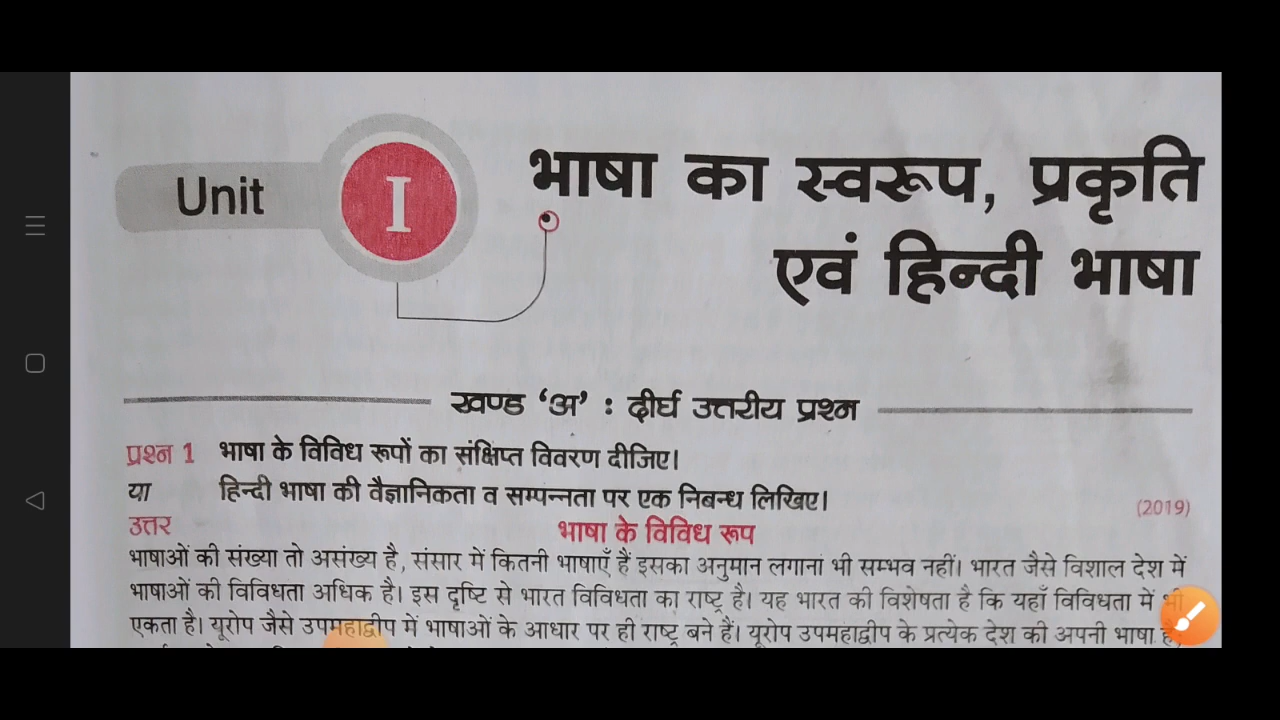 Unit I
भाषा का स्वरूप, प्रकृति
एवं हिन्दी भाषा
खण्ड ‘अ’ : दीर्घ उत्तरीय प्रश्न
प्रश्न 1 भाषा के विविध रूपों का संक्षिप्त विवरण दीजिए।
या हिन्दी भाषा की वैज्ञानिकता व सम्पन्नता पर एक निबन्ध लिखिए।
(2019)
उत्तर भाषा के विविध रूप
भाषाओं की संख्या तो असंख्य है, संसार में कितनी भाषाएँ हैं इसका अनुमान लगाना भी सम्भव नहीं। भारत जैसे विशाल देश में
भाषाओं की विविधता अधिक है। इस दृष्टि से भारत विविधता का राष्ट्र है। यह भारत की विशेषता है कि यहाँ विविधता में भी
एकता है। यूरोप जैसे उपमहाद्वीप में भाषाओं के आधार पर ही राष्ट्र बने हैं। यूरोप उपमहाद्वीप के प्रत्येक देश की अपनी भाषा है,